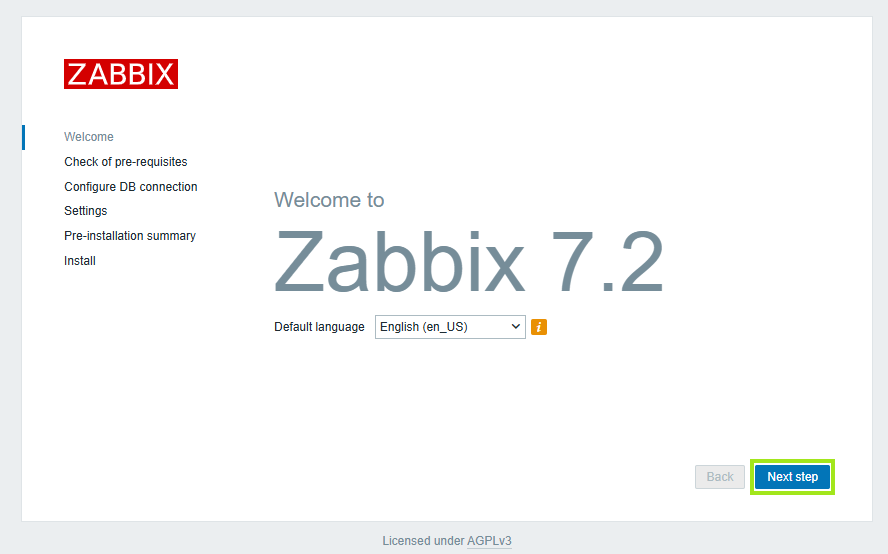 ZABBIX
Welcome
Check of pre-requisites
Configure DB connection
Settings
Pre-installation summary
Install
Welcome to
Zabbix 7.2
Default language English (en_US) i
Back Next step
Licensed under AGPLv3